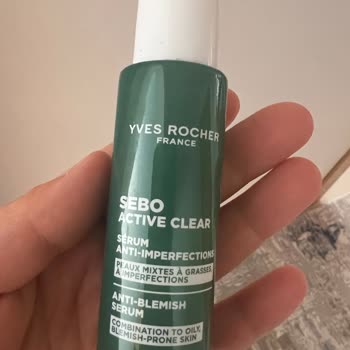 YVES ROCHER
FRANCE
SEBO
ACTIVE CLEAR
SÉRUM
ANTI-IMPERFECTIONS
PEAUX MIXTES À GRASSES,
À IMPERFECTIONS
ANTI-BLEMISH
SERUM
COMBINATION TO OILY,
BLEMISH-PRONE SKIN